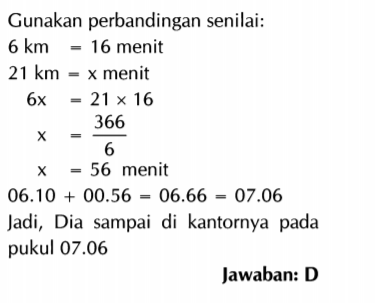 Gunakan perbandingan senilai:
6 km = 16 menit
21 km = x menit
6x = 21 × 16
x = 366/6
x = 56 menit
06.10 + 00.56 = 06.66 = 07.06
Jadi, Dia sampai di kantornya pada
pukul 07.06
Jawaban: D